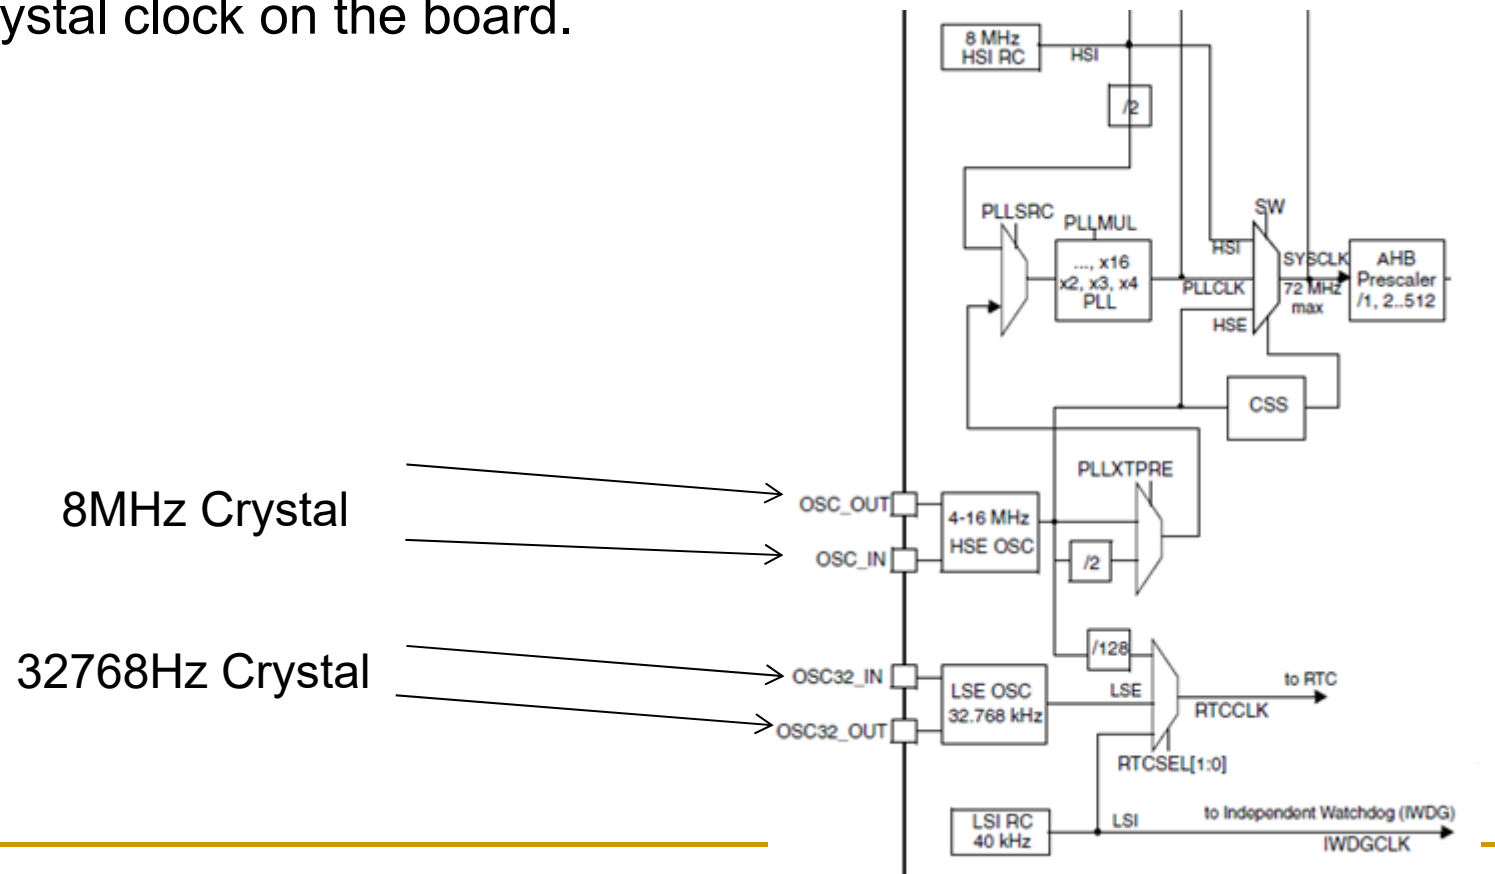 ystal clock on the board.
8 MHz
HSI RC
HSI
/2
PLLSRC
PLLMUL
..., x16
x2, x3, x4
PLL
SW
HSI
PLLCLK
HSE
SYSCLK
72 MHz
max
AHB
Prescaler
/1, 2..512
CSS
PLLXTPRE
8MHz Crystal
OSC_OUT
OSC_IN
4-16 MHz
HSE OSC
/2
32768Hz Crystal
OSC32_IN
OSC32_OUT
LSE OSC
32.768 kHz
/128
LSE
to RTC
RTCCLK
RTCSEL[1:0]
LSI RC
40 kHz
LSI
to Independent Watchdog (IWDG)
IWDGCLK